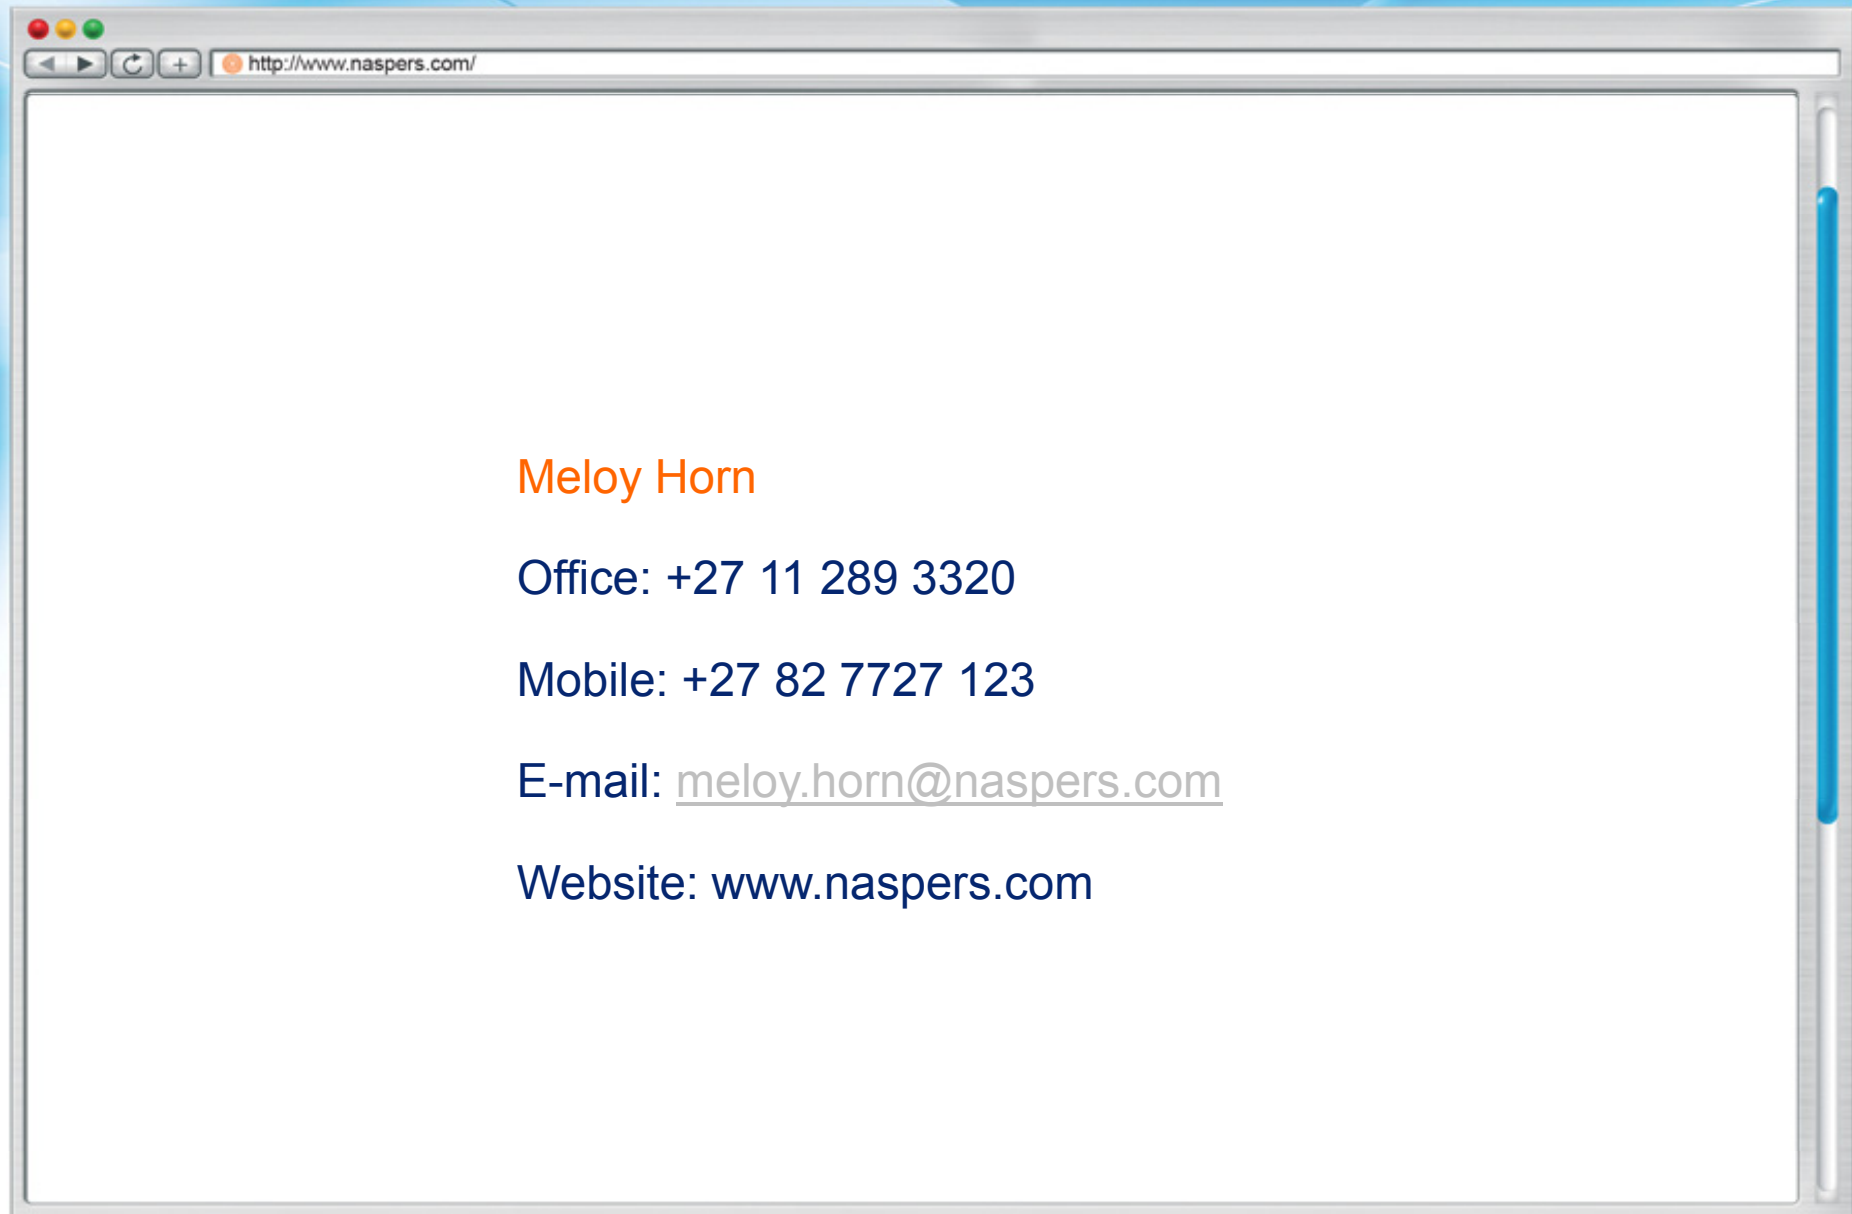 http://www.naspers.com/
Meloy Horn
Office: +27 11 289 3320
Mobile: +27 82 7727 123
E-mail: meloy.horn@naspers.com
Website: www.naspers.com